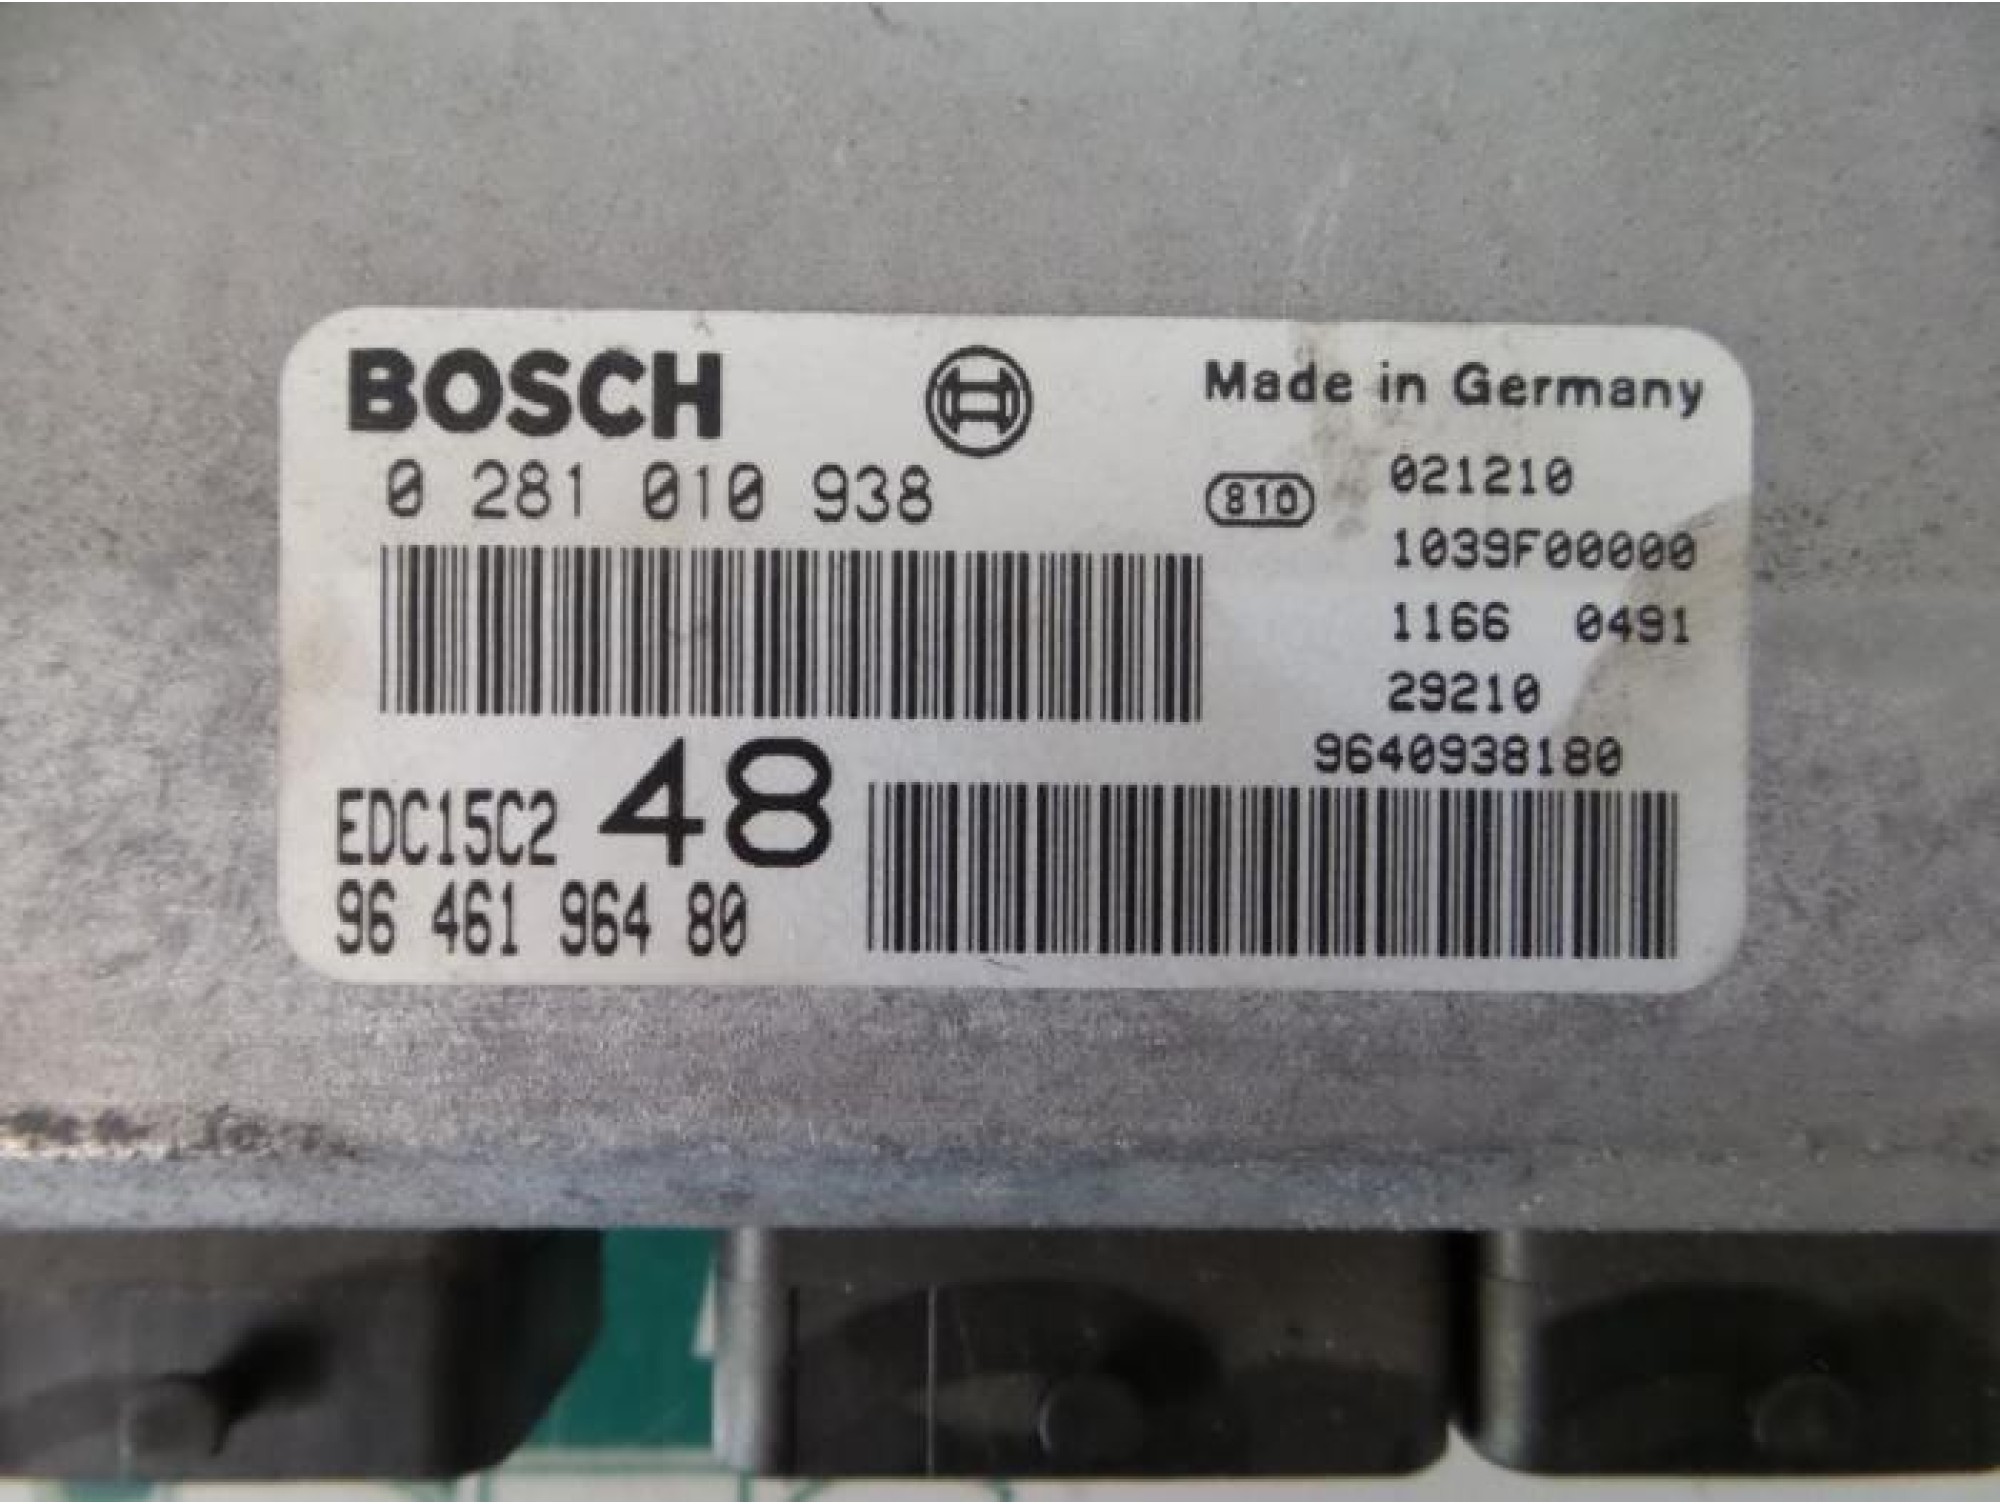 BOSCH
Made in Germany
0 281 010 938
810
021210
1039F00000
1166 0491
29210
9640938180
EDC15C2 48
96 461 964 80